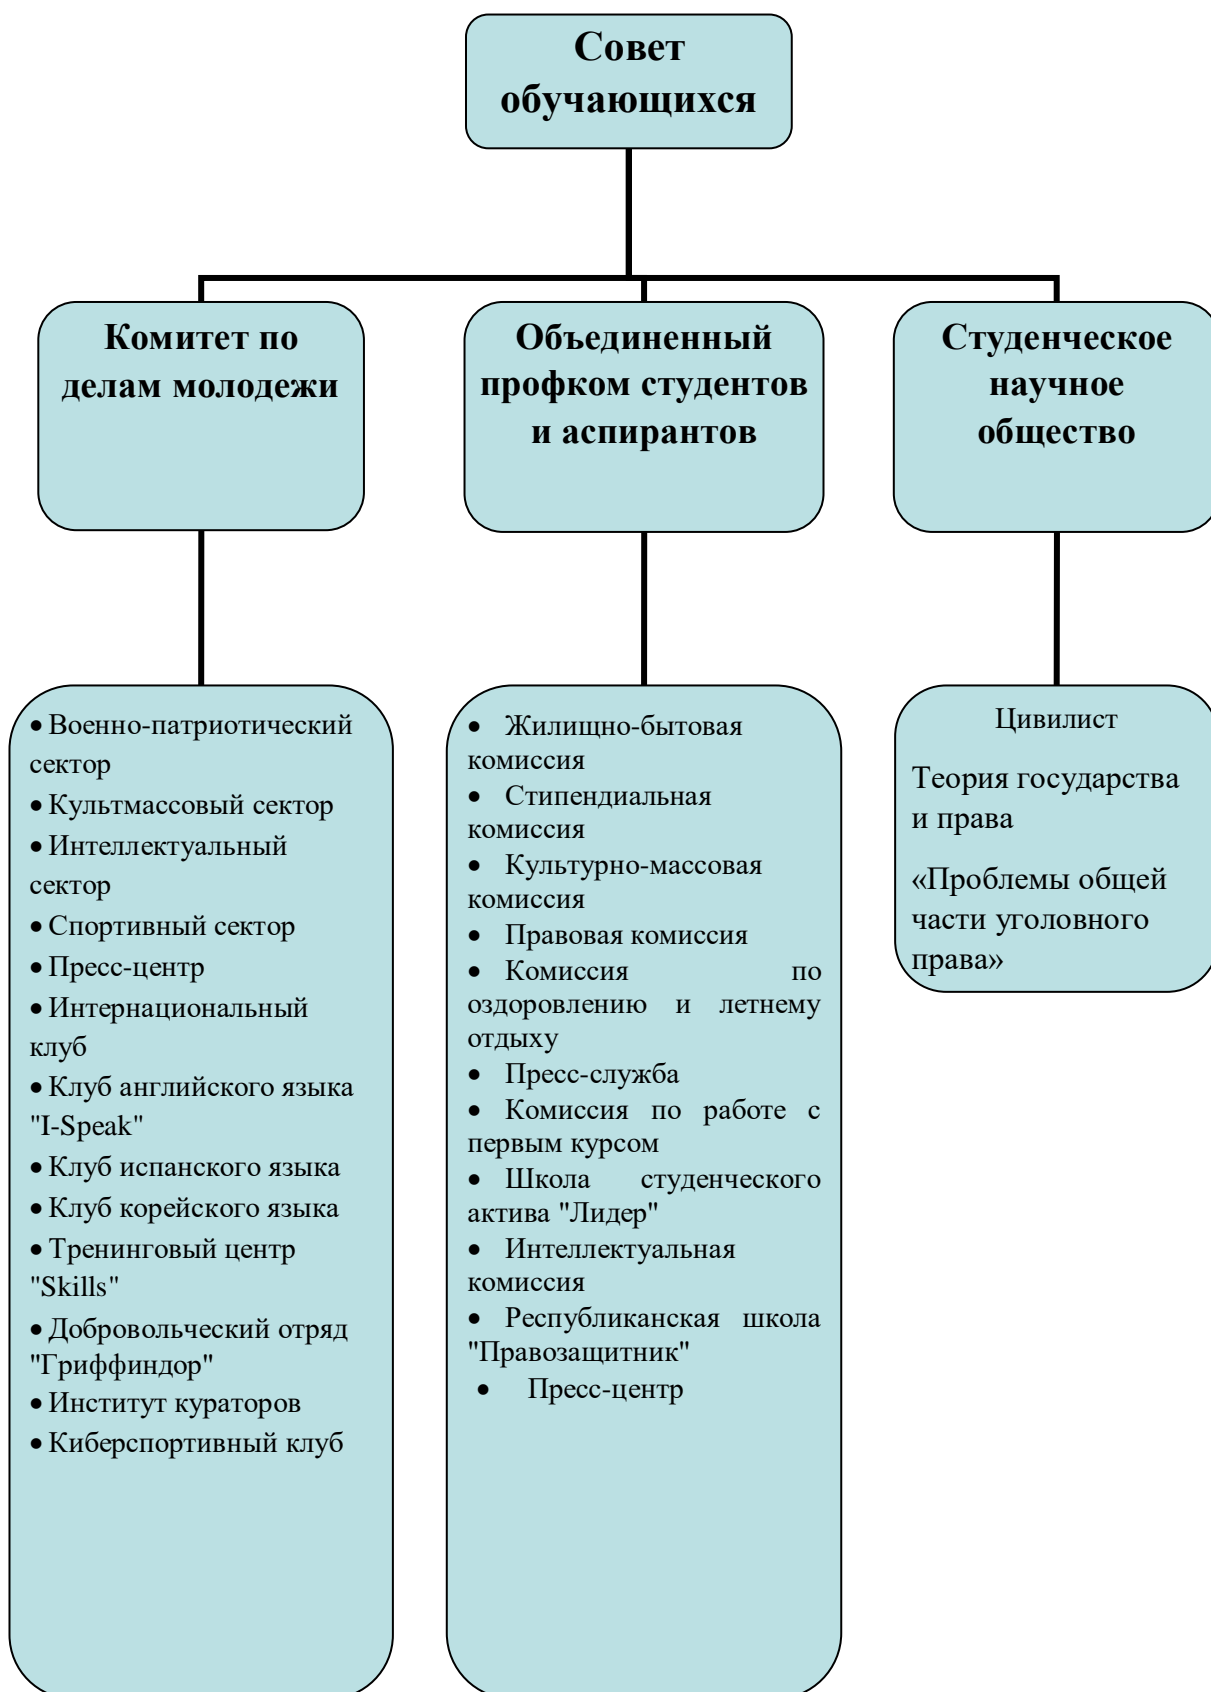 Совет
обучающихся
Комитет по
делам молодежи
Объединенный
профком студентов
и аспирантов
Студенческое
научное
общество
• Военно-патриотический
сектор
• Культмассовый сектор
• Интеллектуальный
сектор
• Спортивный сектор
• Пресс-центр
• Интернациональный
клуб
• Клуб английского языка
"I-Speak"
• Клуб испанского языка
• Клуб корейского языка
• Тренинговый центр
"Skills"
• Добровольческий отряд
"Гриффиндор"
• Институт кураторов
• Киберспортивный клуб
• Жилищно-бытовая
комиссия
• Стипендиальная
комиссия
• Культурно-массовая
комиссия
• Правовая комиссия
• Комиссия по
оздоровлению и летнему
отдыху
• Пресс-служба
• Комиссия по работе с
первым курсом
• Школа студенческого
актива "Лидер"
• Интеллектуальная
комиссия
• Республиканская школа
"Правозащитник"
• Пресс-центр
Цивилист
Теория государства
и права
«Проблемы общей
части уголовного
права»